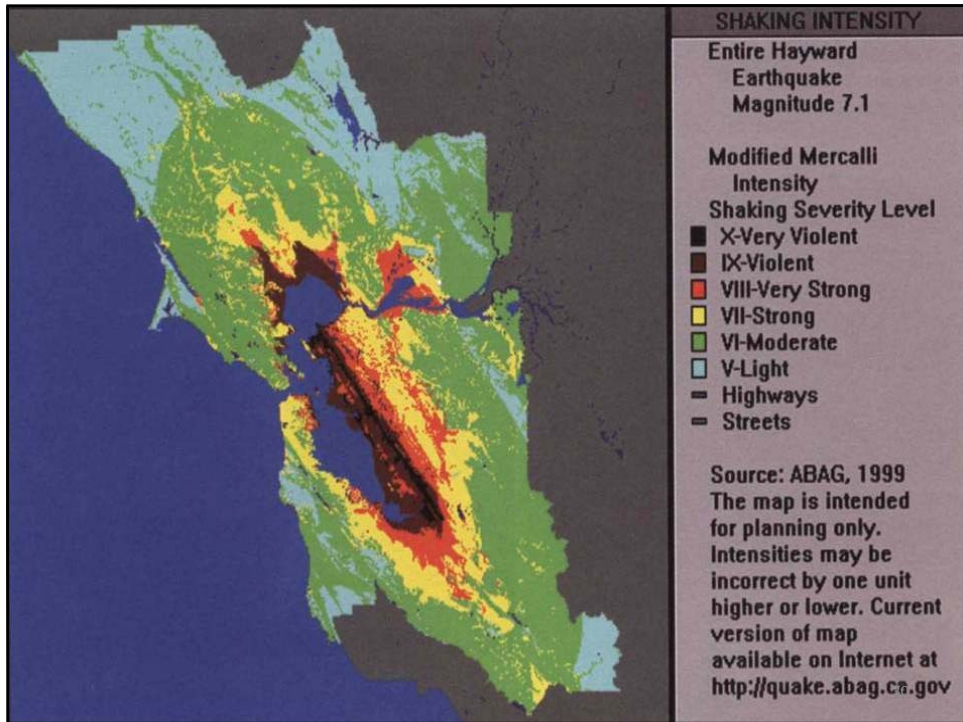 SHAKING INTENSITY
Entire Hayward
Earthquake
Magnitude 7.1
Modified Mercalli
Intensity
Shaking Severity Level
X-Very Violent
IX-Violent
VIII-Very Strong
VII-Strong
VI-Moderate
V-Light
Highways
Streets
Source: ABAG, 1999
The map is intended
for planning only.
Intensities may be
incorrect by one unit
higher or lower. Current
version of map
available on Internet at
http://quake.abag.ca.gov